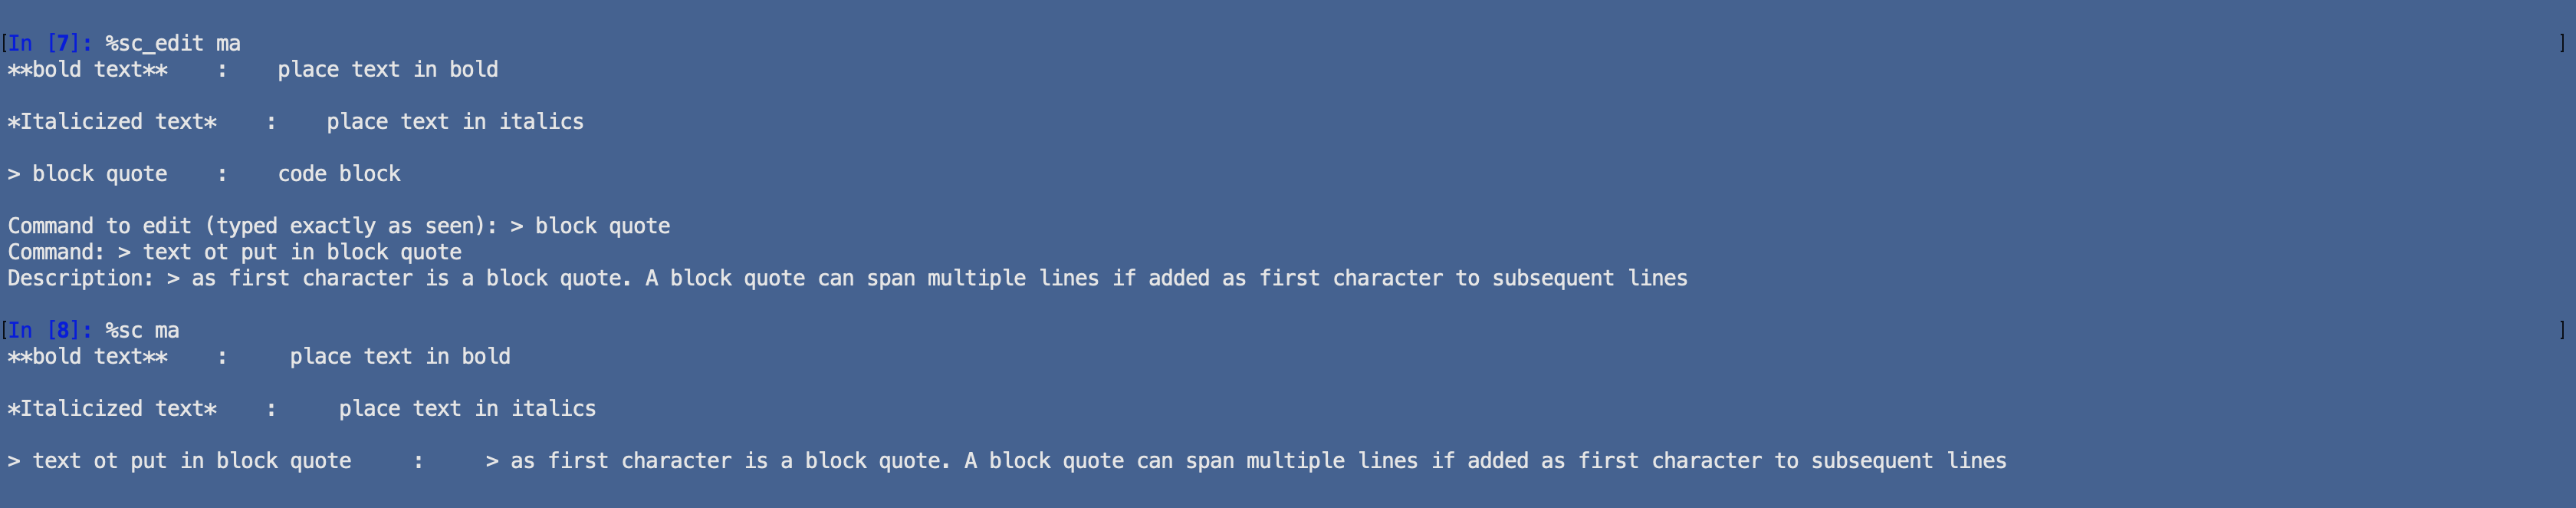 [In [7]: %sc_edit ma ]
**bold text**    :    place text in bold
*Italicized text*    :    place text in italics
> block quote    :    code block
Command to edit (typed exactly as seen): > block quote
Command: > text ot put in block quote
Description: > as first character is a block quote. A block quote can span multiple lines if added as first character to subsequent lines
[In [8]: %sc ma ]
**bold text**    :     place text in bold
*Italicized text*    :     place text in italics
> text ot put in block quote     :     > as first character is a block quote. A block quote can span multiple lines if added as first character to subsequent lines